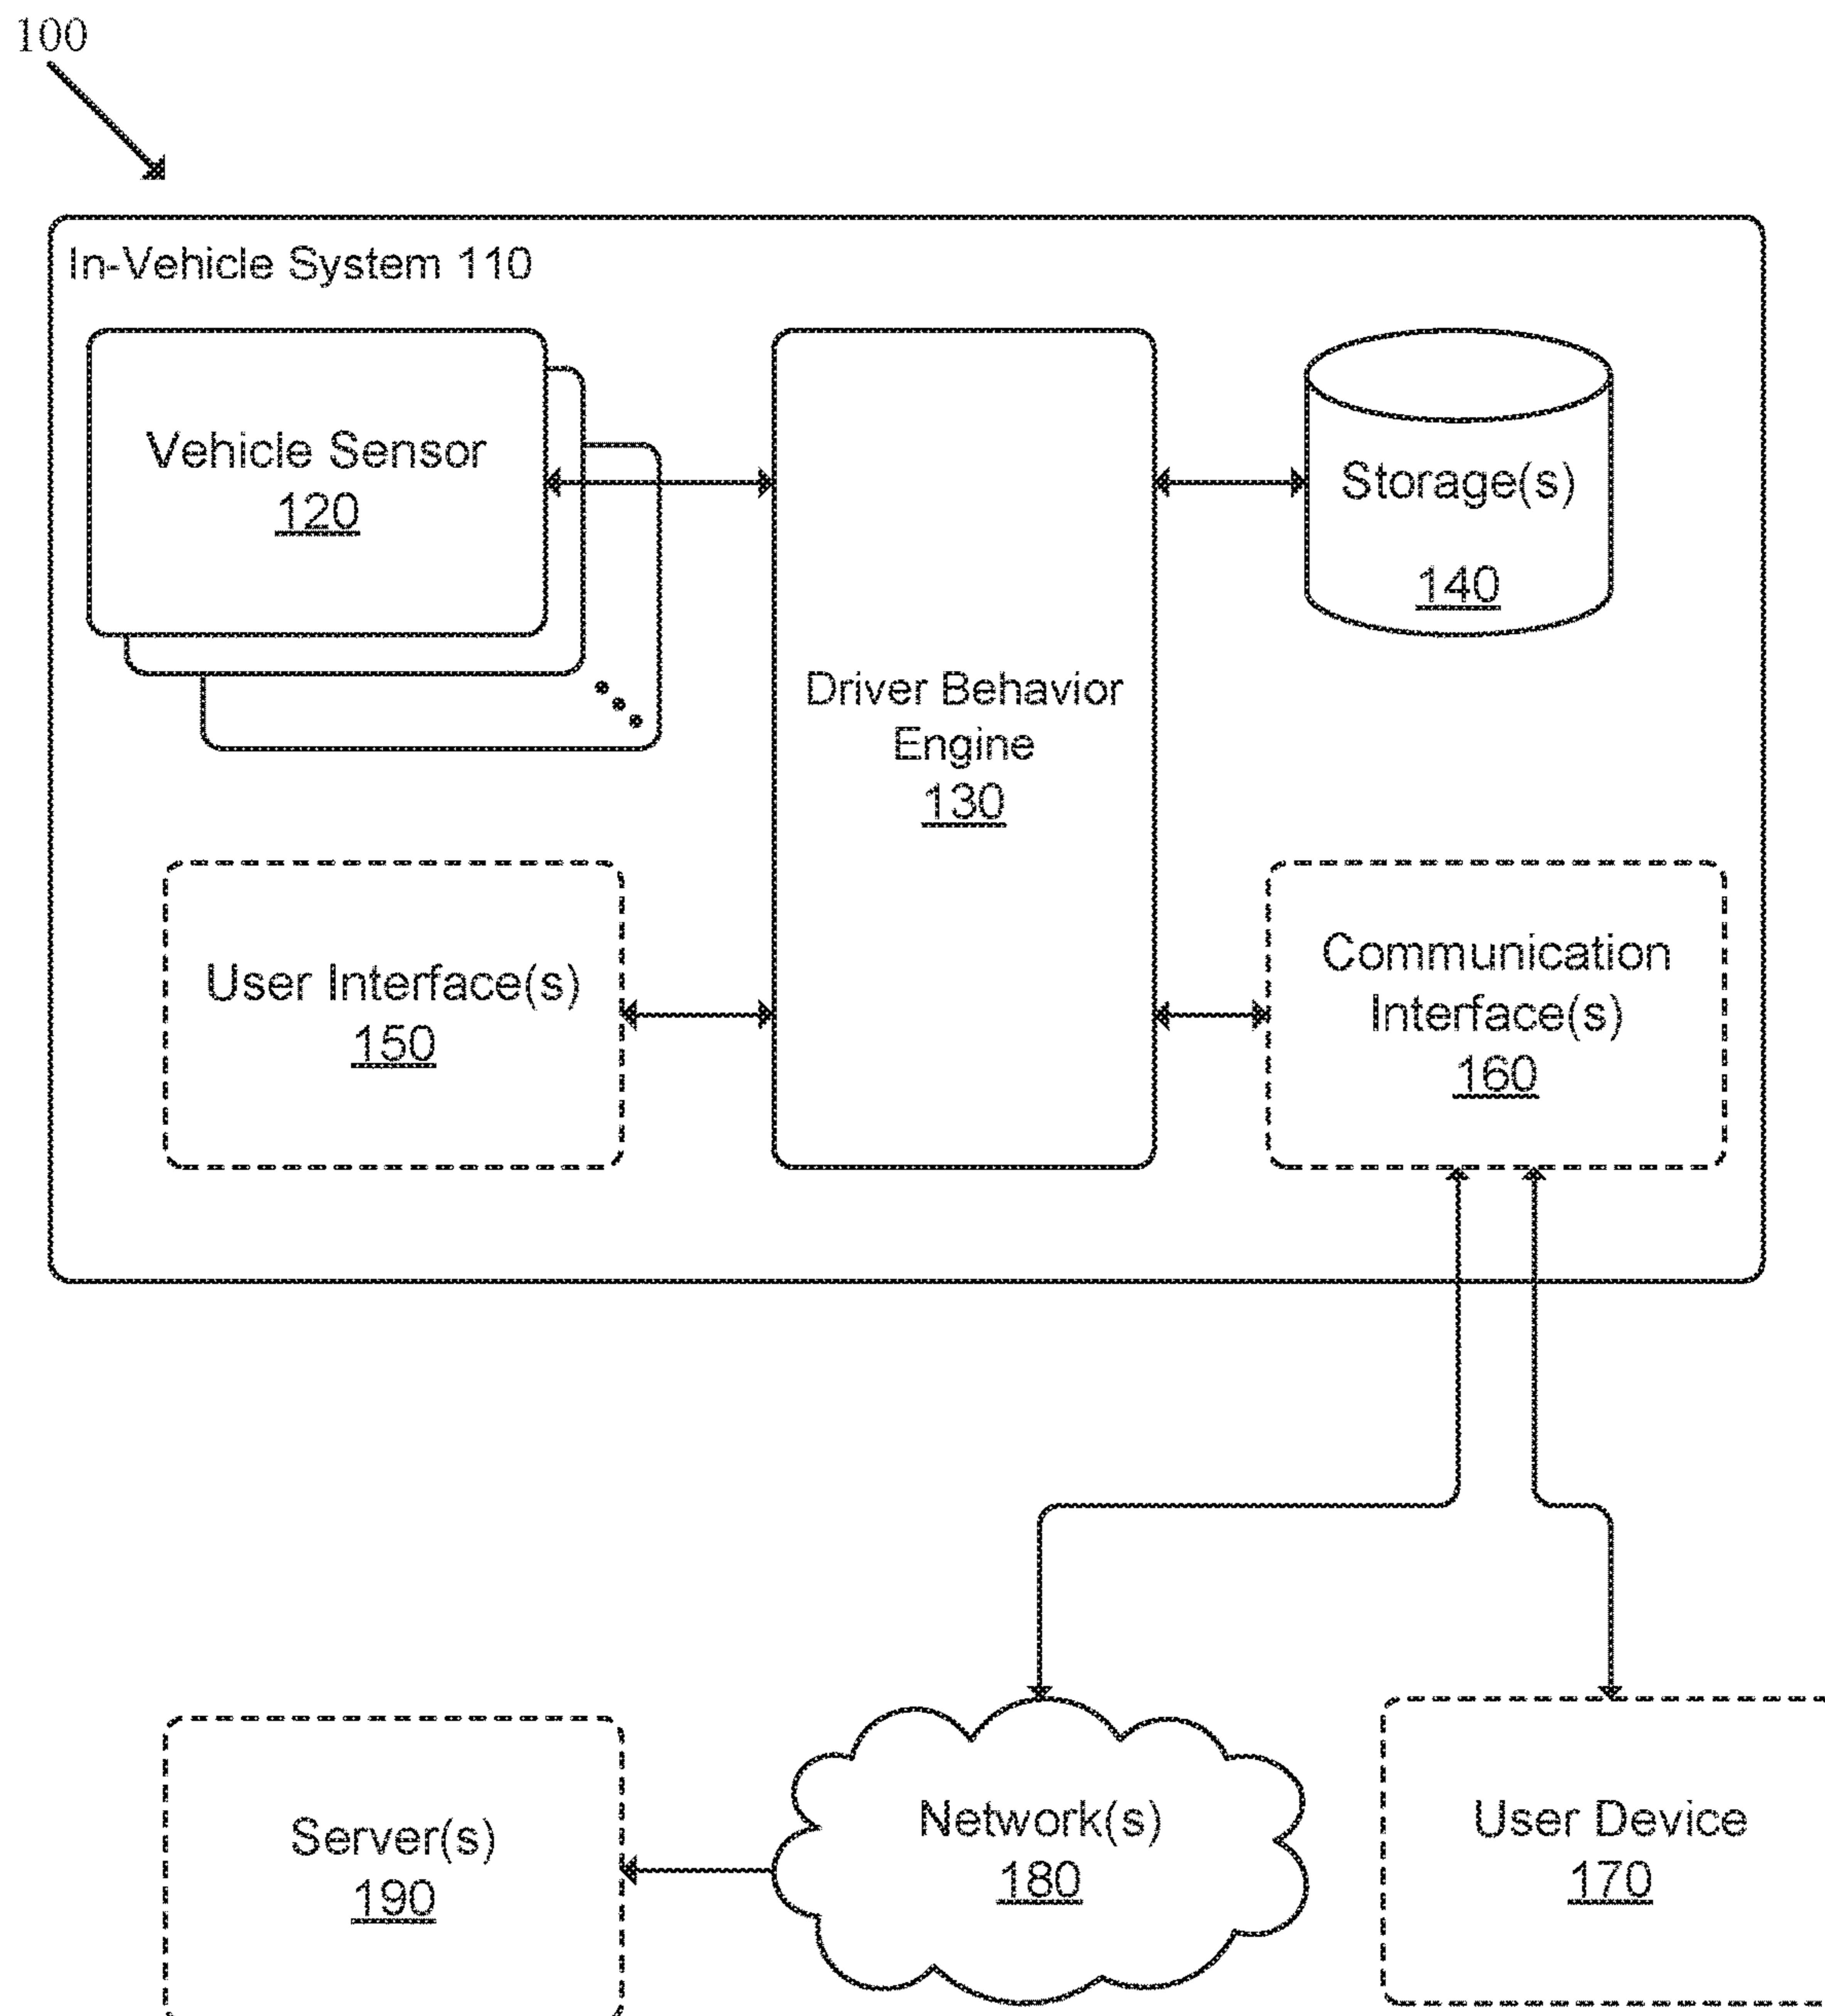 100
In-Vehicle System 110
Vehicle Sensor
120
Driver Behavior
Engine
130
Storage(s)
140
User Interface(s)
150
Communication
Interface(s)
160
Server(s)
190
Network(s)
180
User Device
170